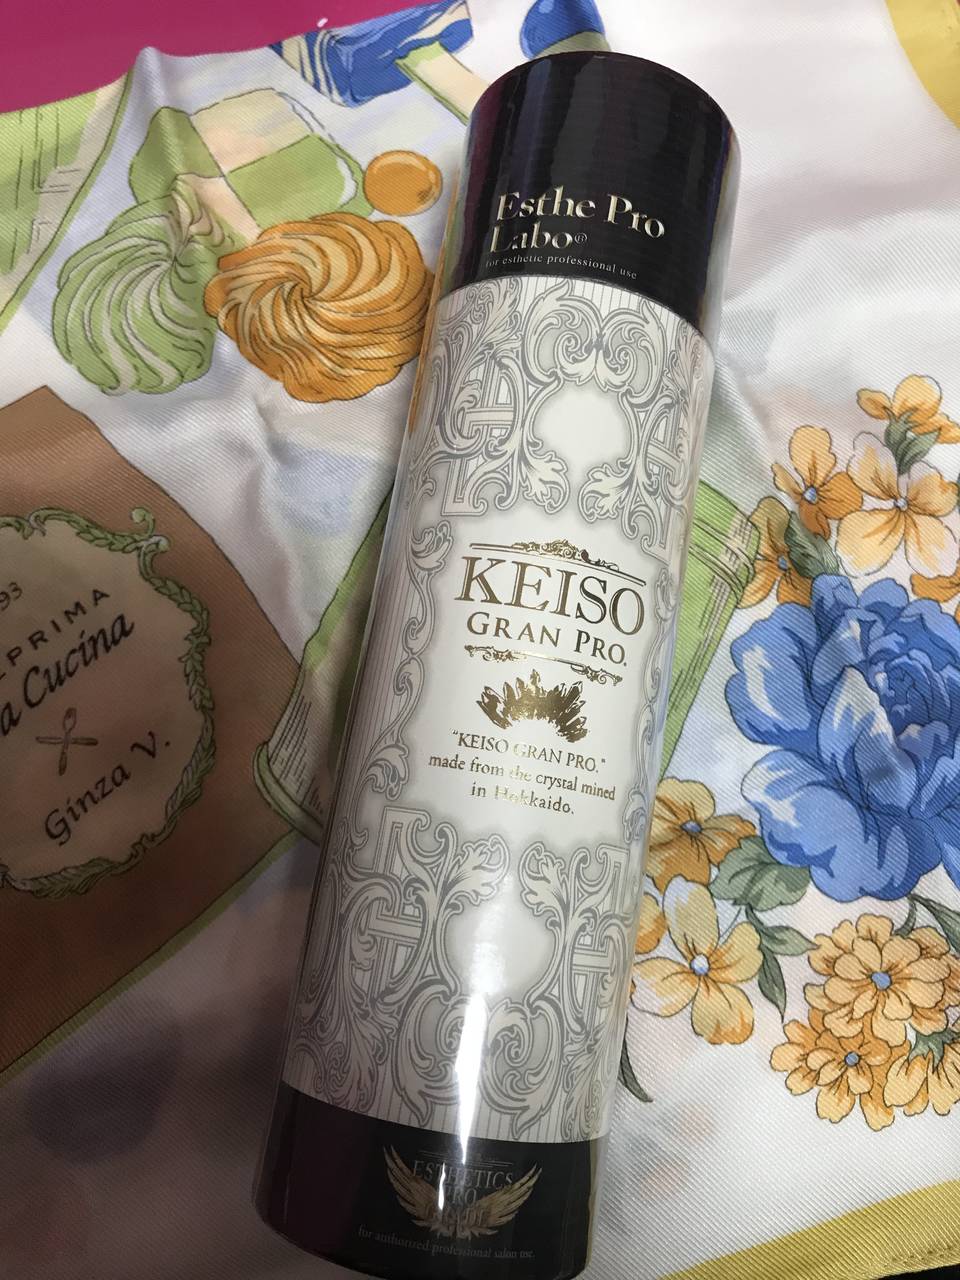 Esthe Pro
Labo®
for esthetic professional use
KEISO
GRAN PRO.
"KEISO GRAN PRO."
made from the crystal mined
in Hokkaido.
ESTHETICS
PRO
for authorized professional salon use.
93
PRIMA
a Cucina
Ginza V.